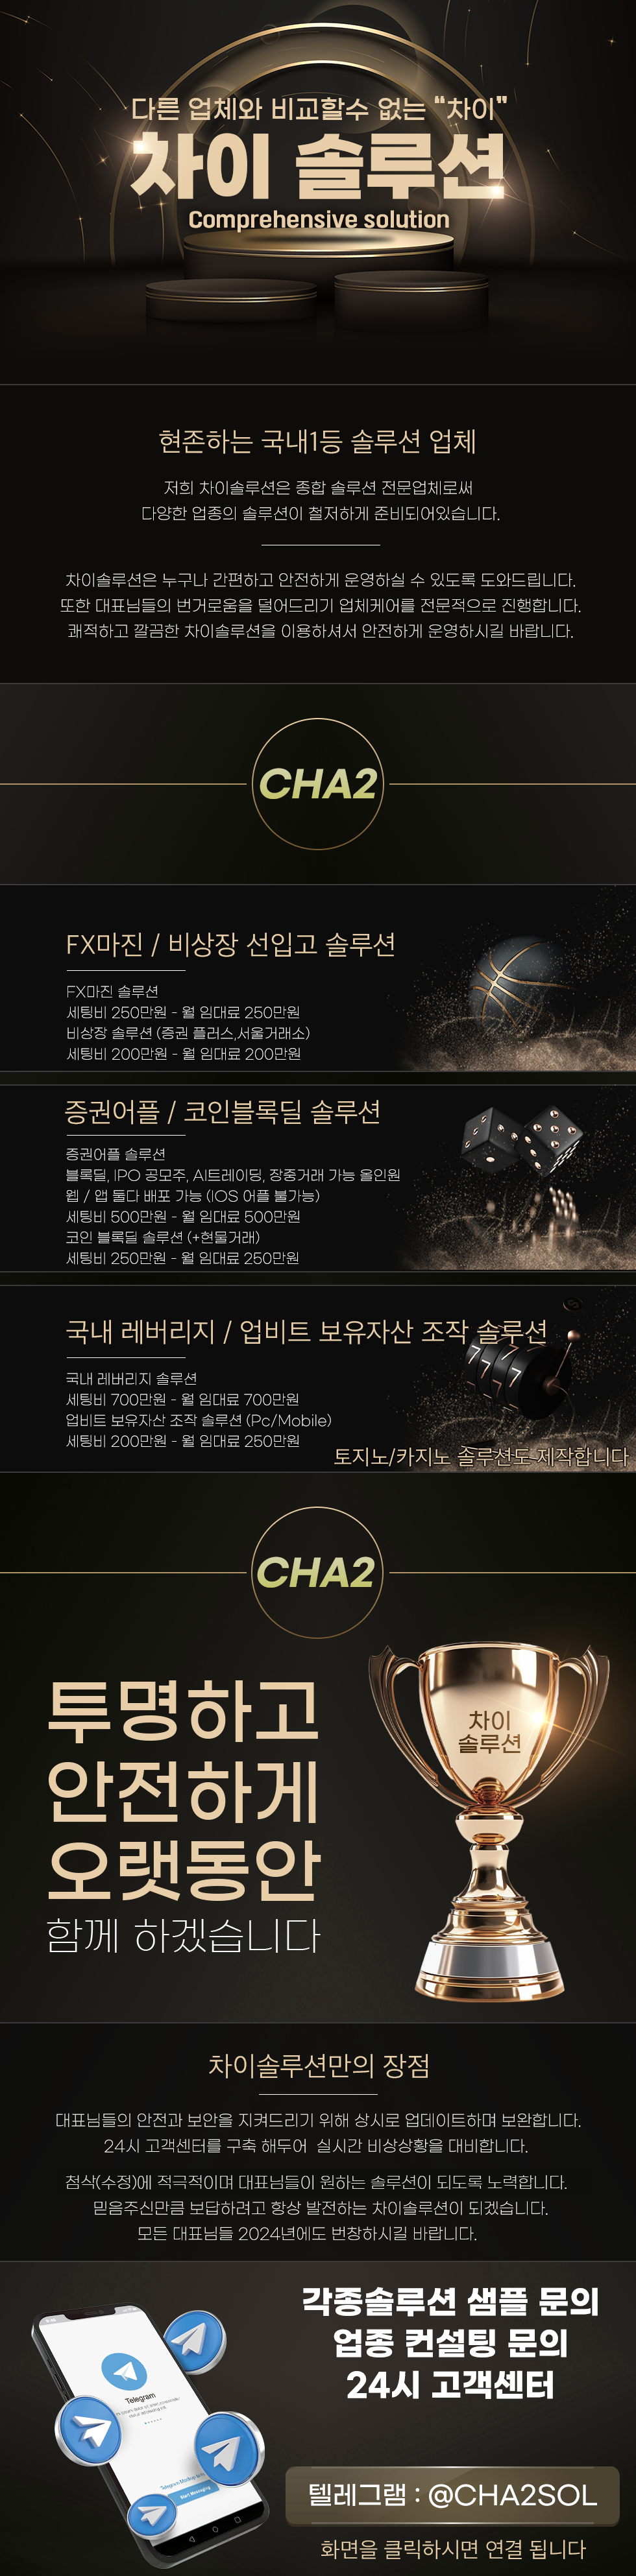 다른 업체와 비교할수 없는 "차이"
차이 솔루션
Comprehensive solution
현존하는 국내1등 솔루션 업체
저희 차이솔루션은 종합 솔루션 전문업체로써
다양한 업종의 솔루션이 철저하게 준비되어있습니다.
차이솔루션은 누구나 간편하고 안전하게 운영하실 수 있도록 도와드립니다.
또한 대표님들의 번거로움을 덜어드리기 업체케어를 전문적으로 진행합니다.
쾌적하고 깔끔한 차이솔루션을 이용하셔서 안전하게 운영하시길 바랍니다.
CHA2
FX마진 / 비상장 선입고 솔루션
FX마진 솔루션
세팅비 250만원 - 월 임대료 250만원
비상장 솔루션 (증권 플러스,서울거래소)
세팅비 200만원 - 월 임대료 200만원
증권어플 / 코인블록딜 솔루션
증권어플 솔루션
블록딜, IPO 공모주, AI트레이딩, 장중거래 가능 올인원
웹 / 앱 둘다 배포 가능 (IOS 어플 불가능)
세팅비 500만원 - 월 임대료 500만원
코인 블록딜 솔루션 (+현물거래)
세팅비 250만원 - 월 임대료 250만원
국내 레버리지 / 업비트 보유자산 조작 솔루션
국내 레버리지 솔루션
세팅비 700만원 - 월 임대료 700만원
업비트 보유자산 조작 솔루션 (Pc/Mobile)
세팅비 200만원 - 월 임대료 250만원
7 7 7
토지노/카지노 솔루션도 제작합니다
CHA2
투명하고
안전하게
오랫동안
함께 하겠습니다
차이
솔루션
차이솔루션만의 장점
대표님들의 안전과 보안을 지켜드리기 위해 상시로 업데이트하며 보완합니다.
24시 고객센터를 구축 해두어 실시간 비상상황을 대비합니다.
첨삭(수정)에 적극적이며 대표님들이 원하는 솔루션이 되도록 노력합니다.
믿음주신만큼 보답하려고 항상 발전하는 차이솔루션이 되겠습니다.
모든 대표님들 2024년에도 번창하시길 바랍니다.
Telegram
Start Messaging
각종솔루션 샘플 문의
업종 컨설팅 문의
24시 고객센터
텔레그램 : @CHA2SOL
화면을 클릭하시면 연결 됩니다